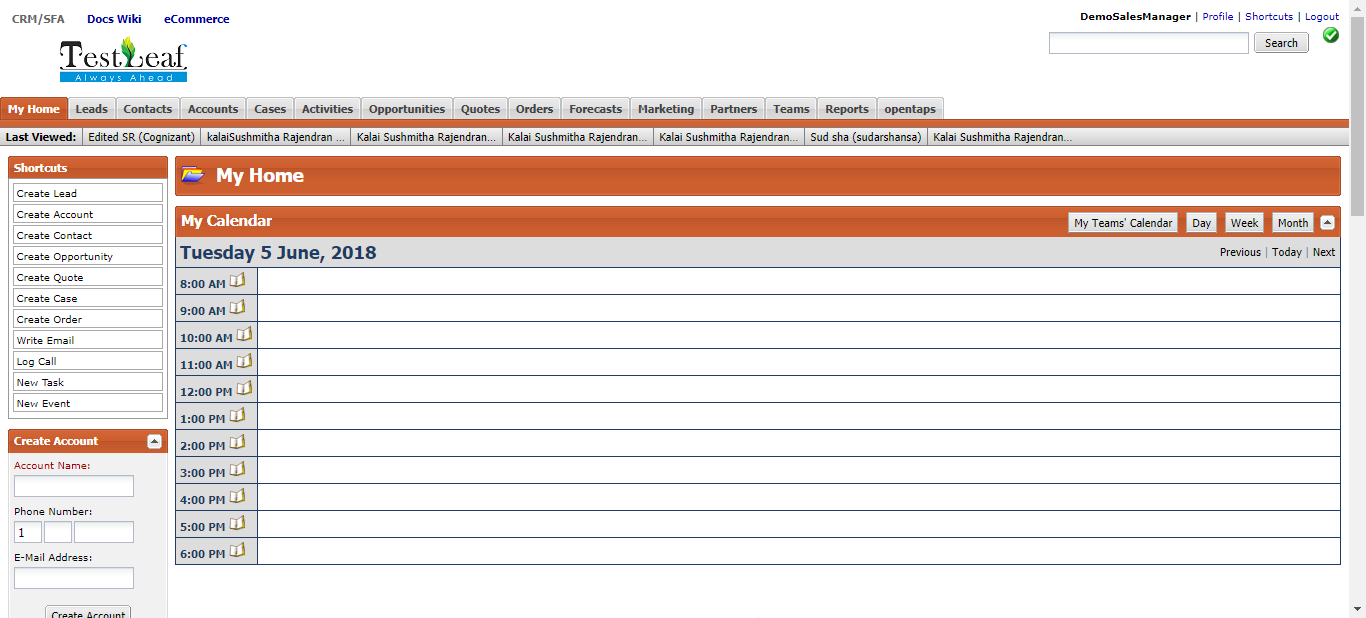 CRM/SFA Docs Wiki eCommerce
DemoSalesManager | Profile | Shortcuts | Logout
Search
TestLeaf
Always Ahead
My Home Leads Contacts Accounts Cases Activities Opportunities Quotes Orders Forecasts Marketing Partners Teams Reports opentaps
Last Viewed: Edited SR (Cognizant) kalaiSushmitha Rajendran ... Kalai Sushmitha Rajendran... Kalai Sushmitha Rajendran... Kalai Sushmitha Rajendran... Sud sha (sudarshansa) Kalai Sushmitha Rajendran...
Shortcuts
Create Lead
Create Account
Create Contact
Create Opportunity
Create Quote
Create Case
Create Order
Write Email
Log Call
New Task
New Event
Create Account
Account Name:
Phone Number:
1
E-Mail Address:
Create Account
My Home
My Calendar My Teams' Calendar Day Week Month
Tuesday 5 June, 2018 Previous | Today | Next
8:00 AM
9:00 AM
10:00 AM
11:00 AM
12:00 PM
1:00 PM
2:00 PM
3:00 PM
4:00 PM
5:00 PM
6:00 PM